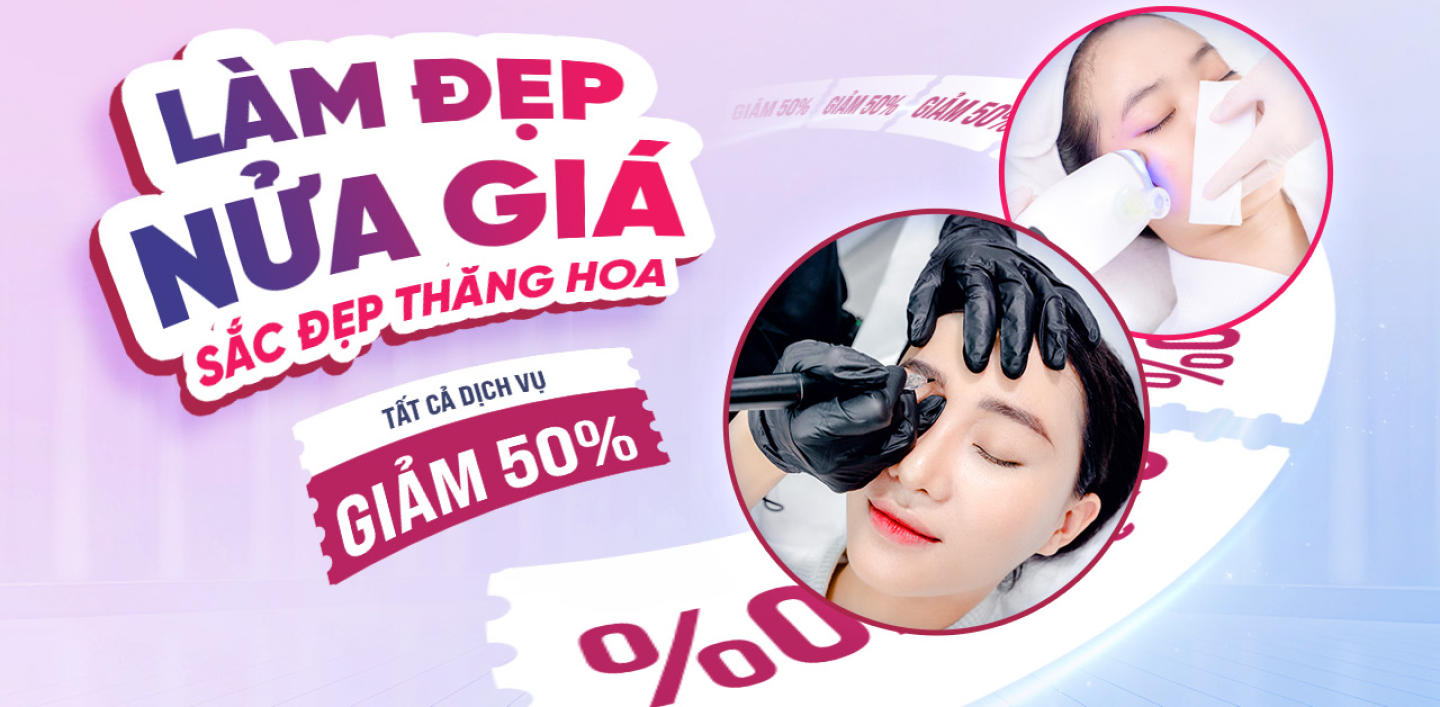 LÀM ĐẸP
NỬA GIÁ
SẮC ĐẸP THĂNG HOA
TẤT CẢ DỊCH VỤ
GIẢM 50%
GIẢM 50% GIẢM 50% GIẢM 50%
%0
%